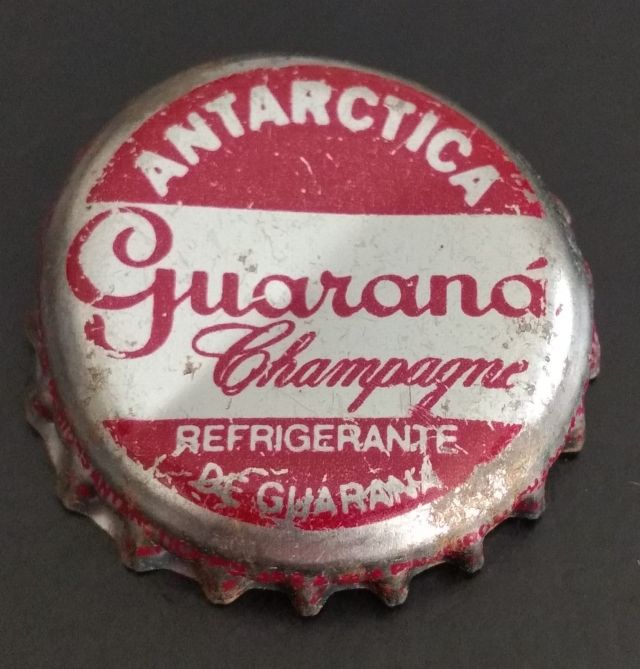 ANTARCTICA
Guaraná
Champagne
REFRIGERANTE
DE GUARANÁ